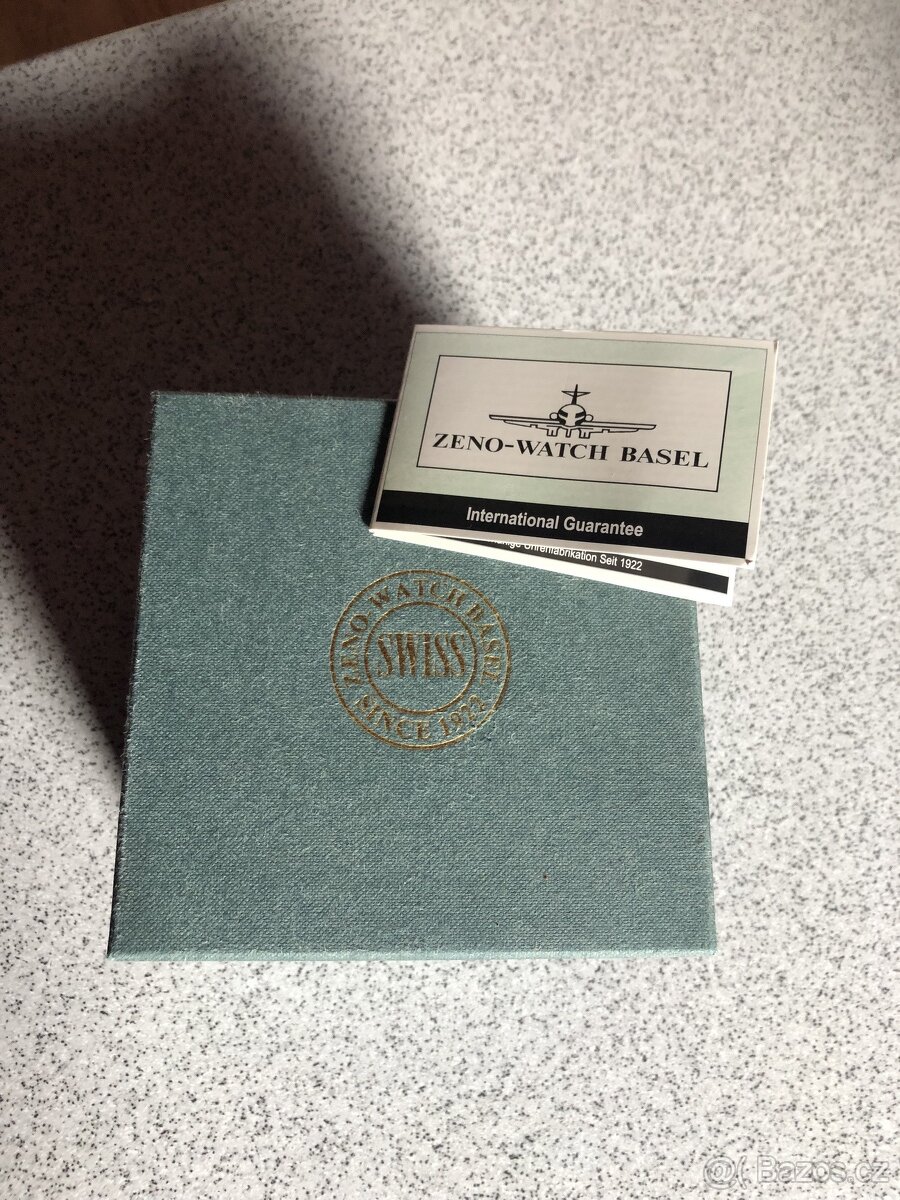 ZENO-WATCH BASEL
International Guarantee
Uhrenfabrikation Seit 1922
ZENO WATCH BASEL
SWISS
SINCE 1922
Bazos.cz